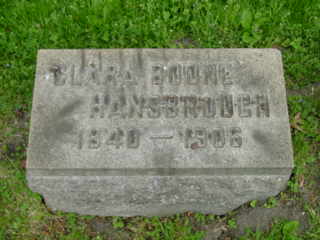 CLARA BOONE
HANSBROUGH
1840 — 1906